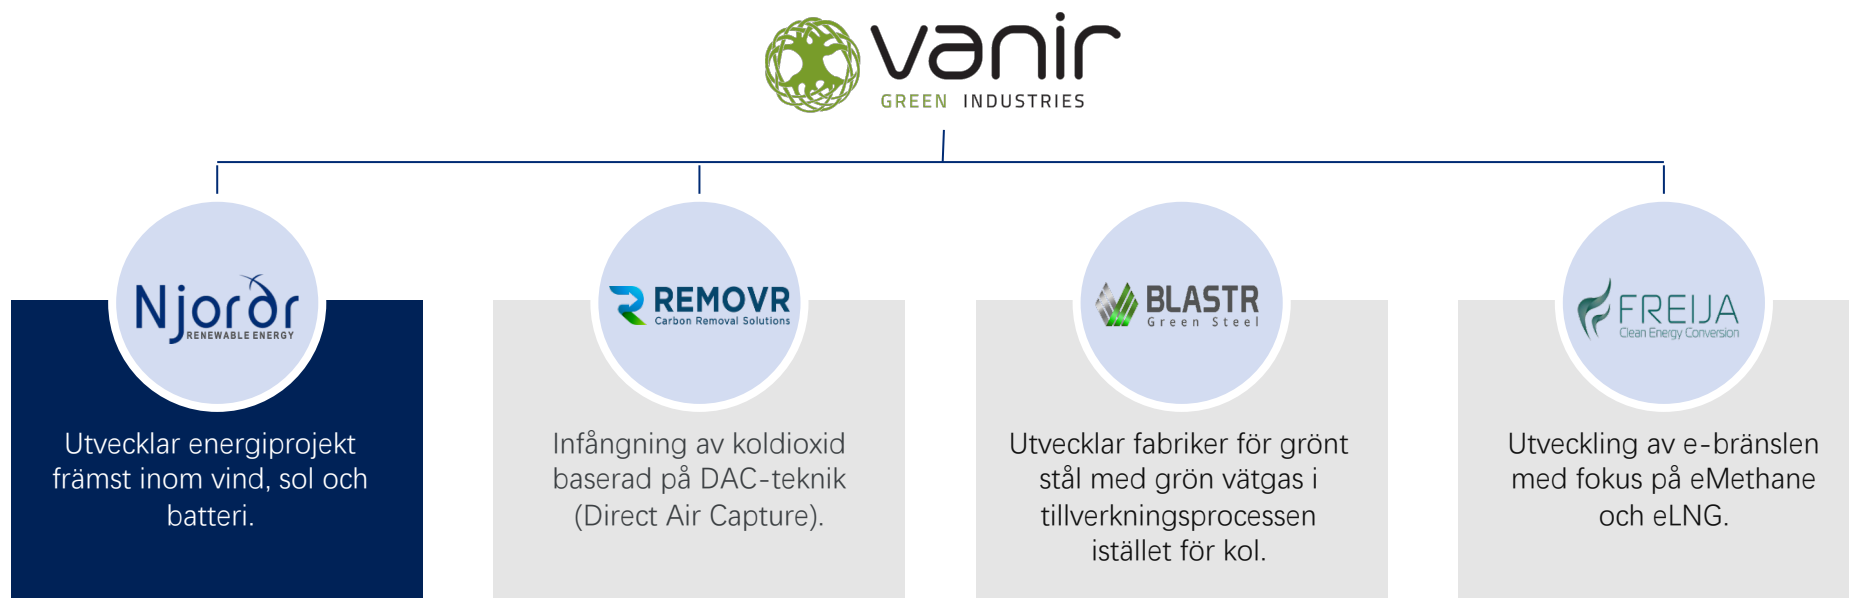 vanir
GREEN INDUSTRIES
Njorðr
RENEWABLE ENERGY
Utvecklar energiprojekt
främst inom vind, sol och
batteri.
REMOVR
Carbon Removal Solutions
Infångning av koldioxid
baserad på DAC-teknik
(Direct Air Capture).
BLASTR
Green Steel
Utvecklar fabriker för grönt
stål med grön vätgas i
tillverkningsprocessen
istället för kol.
FREIJA
Clean Energy Conversion
Utveckling av e-bränslen
med fokus på eMethane
och eLNG.